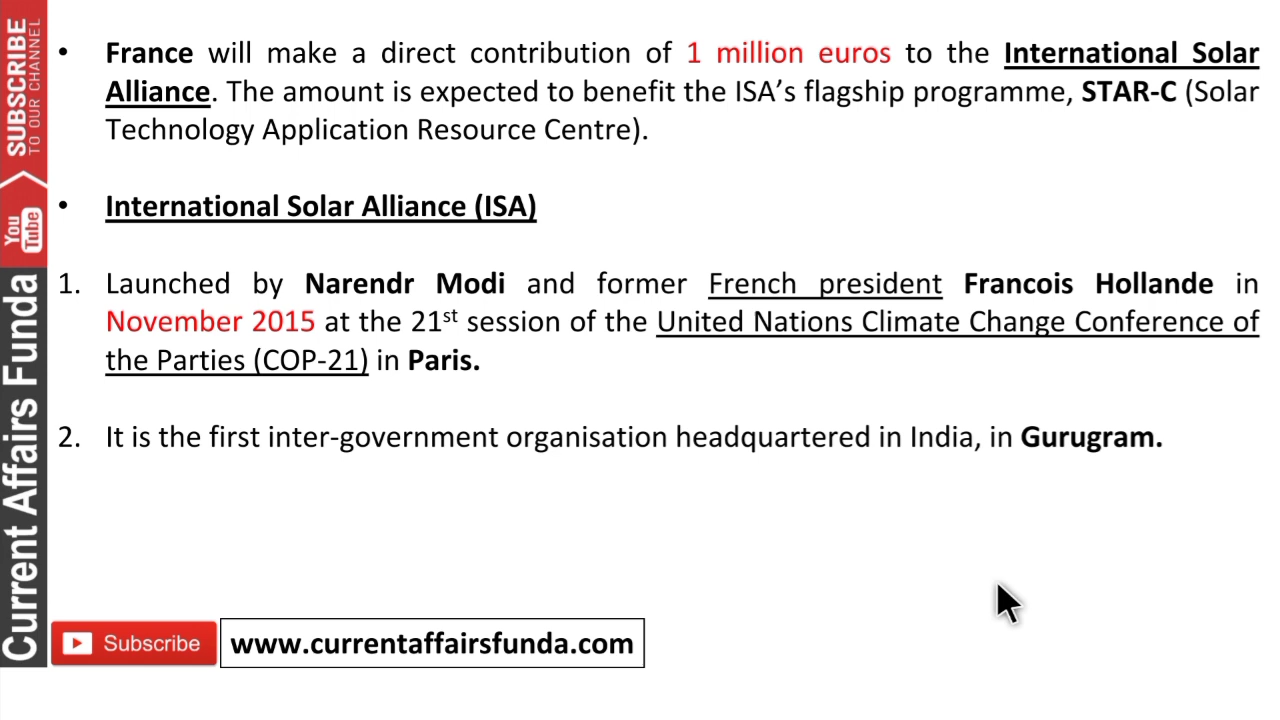 • France will make a direct contribution of 1 million euros to the International Solar
Alliance. The amount is expected to benefit the ISA’s flagship programme, STAR-C (Solar
Technology Application Resource Centre).
• International Solar Alliance (ISA)
1. Launched by Narendr Modi and former French president Francois Hollande in
November 2015 at the 21st session of the United Nations Climate Change Conference of
the Parties (COP-21) in Paris.
2. It is the first inter-government organisation headquartered in India, in Gurugram.
SUBSCRIBE
TO OUR CHANNEL
You
Tube
Current Affairs Funda
Subscribe
www.currentaffairsfunda.com